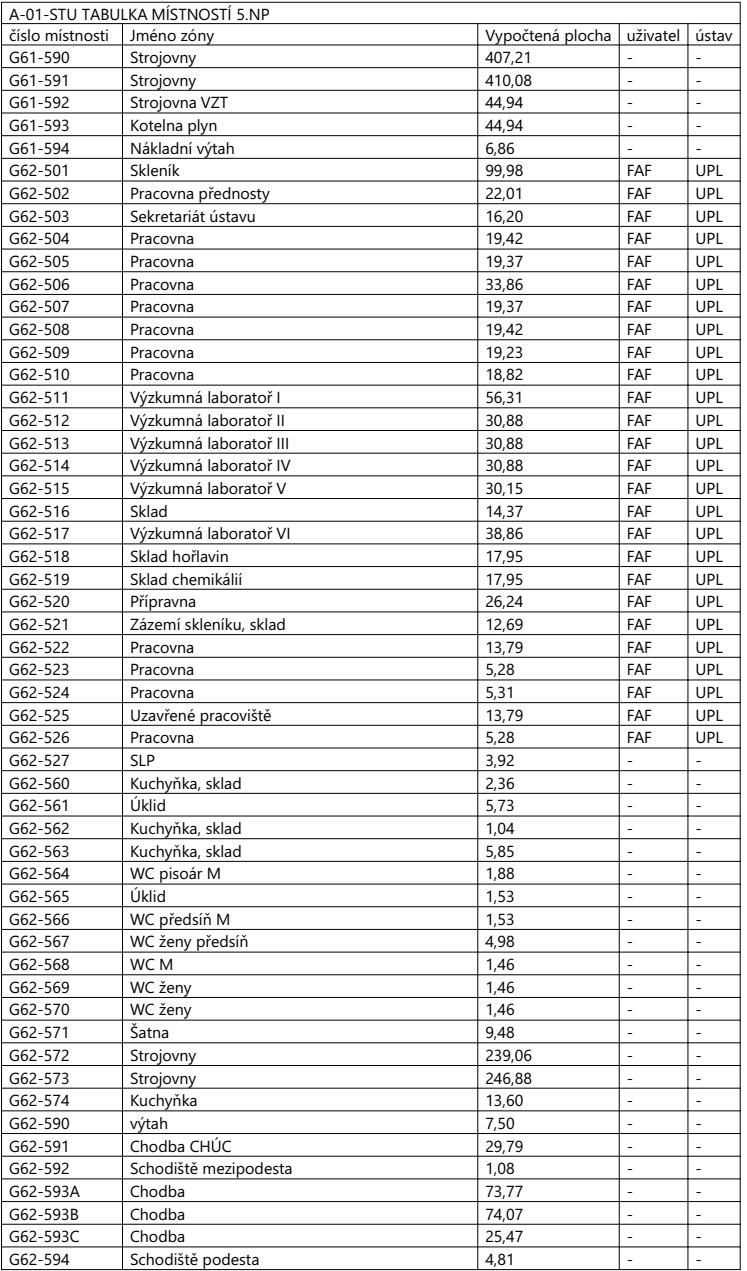 A-01-STU TABULKA MÍSTNOSTÍ 5.NP
číslo místnosti Jméno zóny Vypočtená plocha uživatel ústav
G61-590 Strojovny 407,21 - -
G61-591 Strojovny 410,08 - -
G61-592 Strojovna VZT 44,94 - -
G61-593 Kotelna plyn 44,94 - -
G61-594 Nákladní výtah 6,86 - -
G62-501 Skleník 99,98 FAF UPL
G62-502 Pracovna přednosty 22,01 FAF UPL
G62-503 Sekretariát ústavu 16,20 FAF UPL
G62-504 Pracovna 19,42 FAF UPL
G62-505 Pracovna 19,37 FAF UPL
G62-506 Pracovna 33,86 FAF UPL
G62-507 Pracovna 19,37 FAF UPL
G62-508 Pracovna 19,42 FAF UPL
G62-509 Pracovna 19,23 FAF UPL
G62-510 Pracovna 18,82 FAF UPL
G62-511 Výzkumná laboratoř I 56,31 FAF UPL
G62-512 Výzkumná laboratoř II 30,88 FAF UPL
G62-513 Výzkumná laboratoř III 30,88 FAF UPL
G62-514 Výzkumná laboratoř IV 30,88 FAF UPL
G62-515 Výzkumná laboratoř V 30,15 FAF UPL
G62-516 Sklad 14,37 FAF UPL
G62-517 Výzkumná laboratoř VI 38,86 FAF UPL
G62-518 Sklad hořlavin 17,95 FAF UPL
G62-519 Sklad chemikálií 17,95 FAF UPL
G62-520 Přípravna 26,24 FAF UPL
G62-521 Zázemí skleníku, sklad 12,69 FAF UPL
G62-522 Pracovna 13,79 FAF UPL
G62-523 Pracovna 5,28 FAF UPL
G62-524 Pracovna 5,31 FAF UPL
G62-525 Uzavřené pracoviště 13,79 FAF UPL
G62-526 Pracovna 5,28 FAF UPL
G62-527 SLP 3,92 - -
G62-560 Kuchyňka, sklad 2,36 - -
G62-561 Úklid 5,73 - -
G62-562 Kuchyňka, sklad 1,04 - -
G62-563 Kuchyňka, sklad 5,85 - -
G62-564 WC pisoár M 1,88 - -
G62-565 Úklid 1,53 - -
G62-566 WC předsíň M 1,53 - -
G62-567 WC ženy předsíň 4,98 - -
G62-568 WC M 1,46 - -
G62-569 WC ženy 1,46 - -
G62-570 WC ženy 1,46 - -
G62-571 Šatna 9,48 - -
G62-572 Strojovny 239,06 - -
G62-573 Strojovny 246,88 - -
G62-574 Kuchyňka 13,60 - -
G62-590 výtah 7,50 - -
G62-591 Chodba CHÚC 29,79 - -
G62-592 Schodiště mezipodesta 1,08 - -
G62-593A Chodba 73,77 - -
G62-593B Chodba 74,07 - -
G62-593C Chodba 25,47 - -
G62-594 Schodiště podesta 4,81 - -